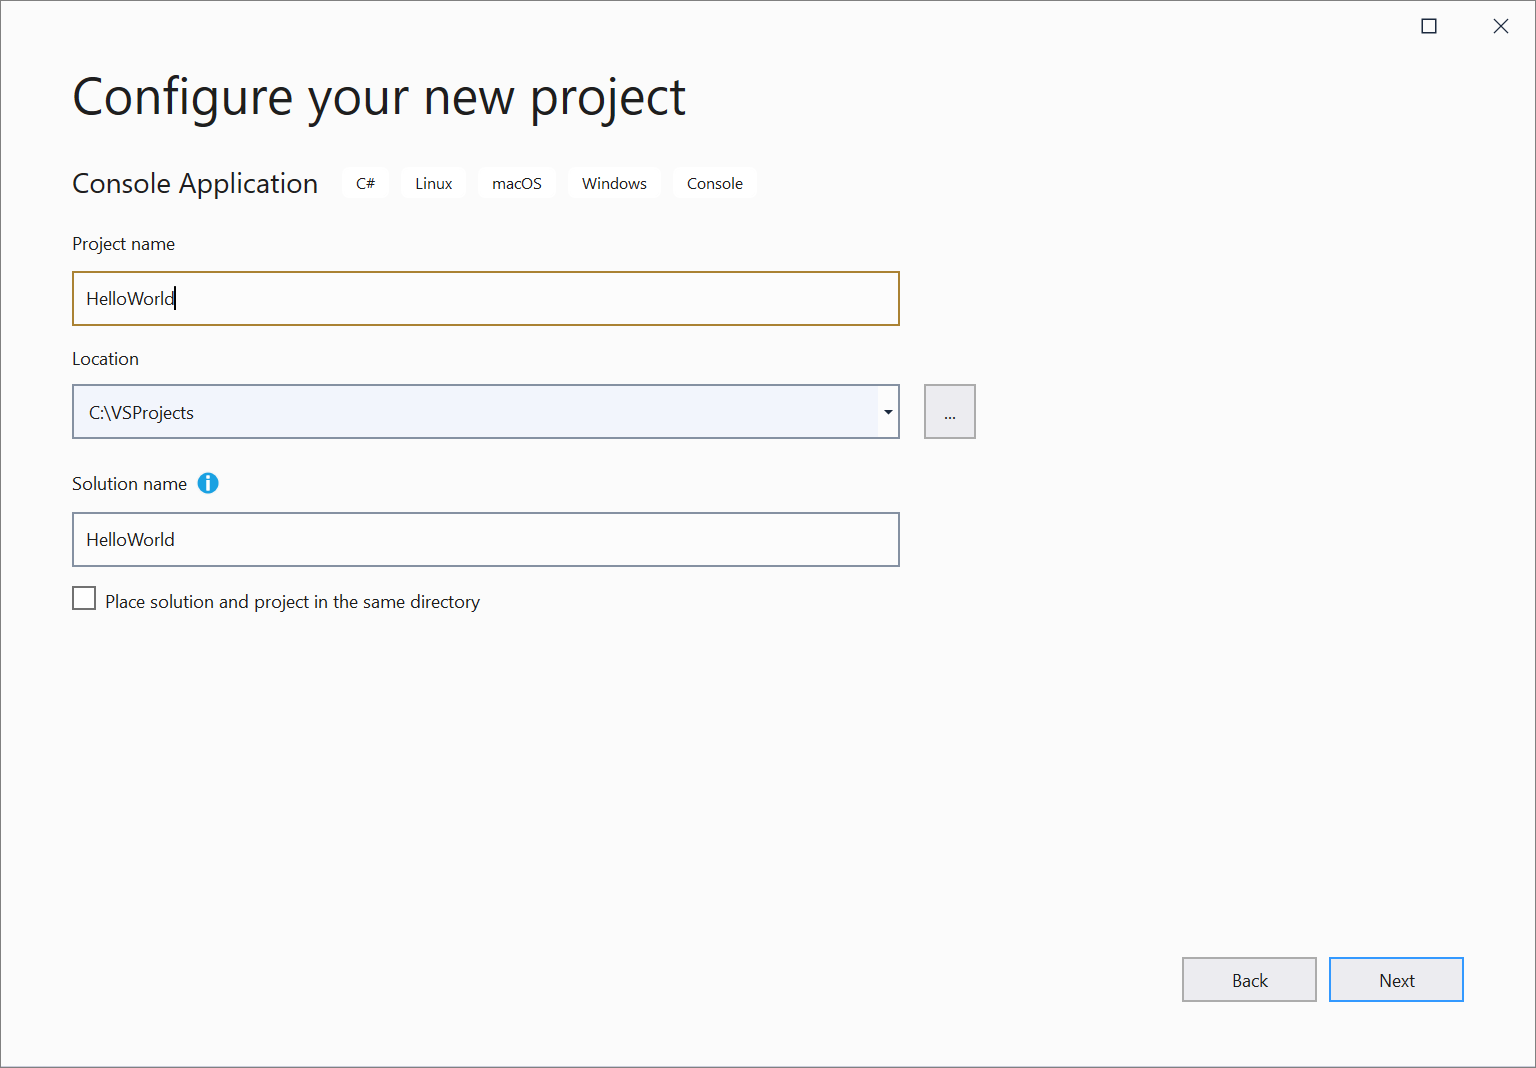 Configure your new project
Console Application C# Linux macOS Windows Console
Project name
HelloWorld
Location
C:\VSProjects
...
Solution name
HelloWorld
Place solution and project in the same directory
Back Next